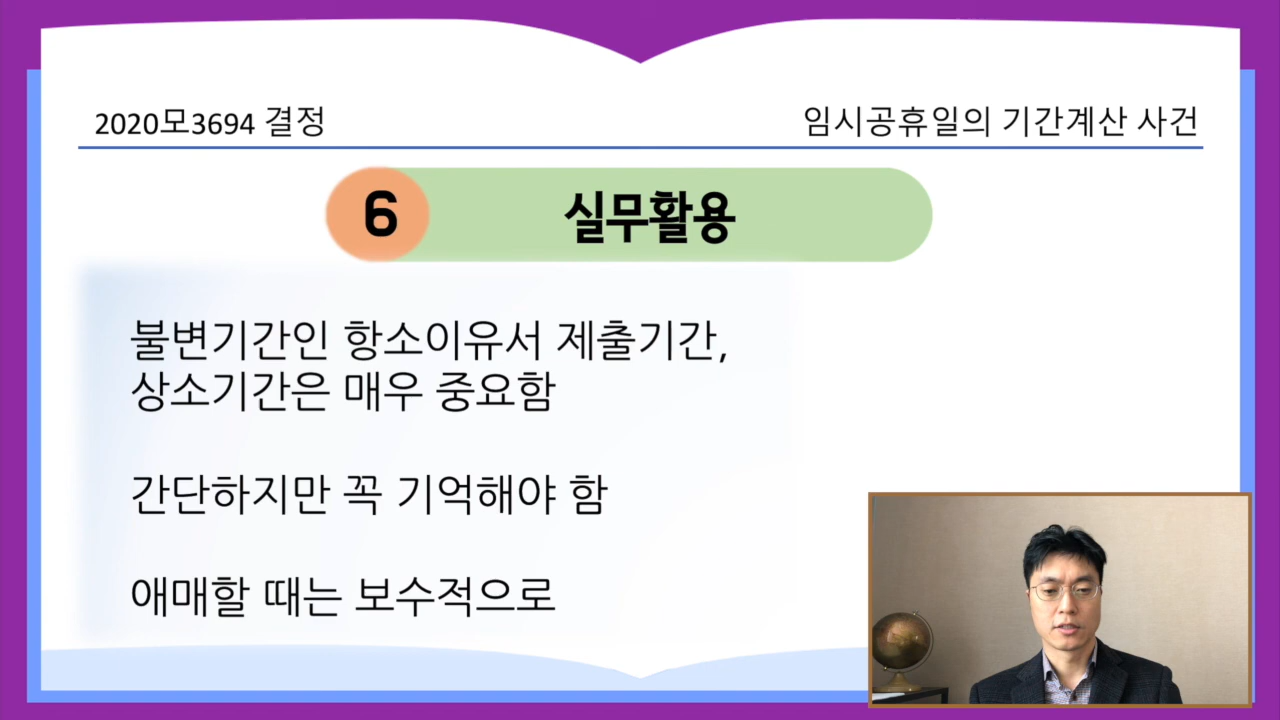 2020모3694 결정
임시공휴일의 기간계산 사건
6 실무활용
불변기간인 항소이유서 제출기간,
상소기간은 매우 중요함
간단하지만 꼭 기억해야 함
애매할 때는 보수적으로